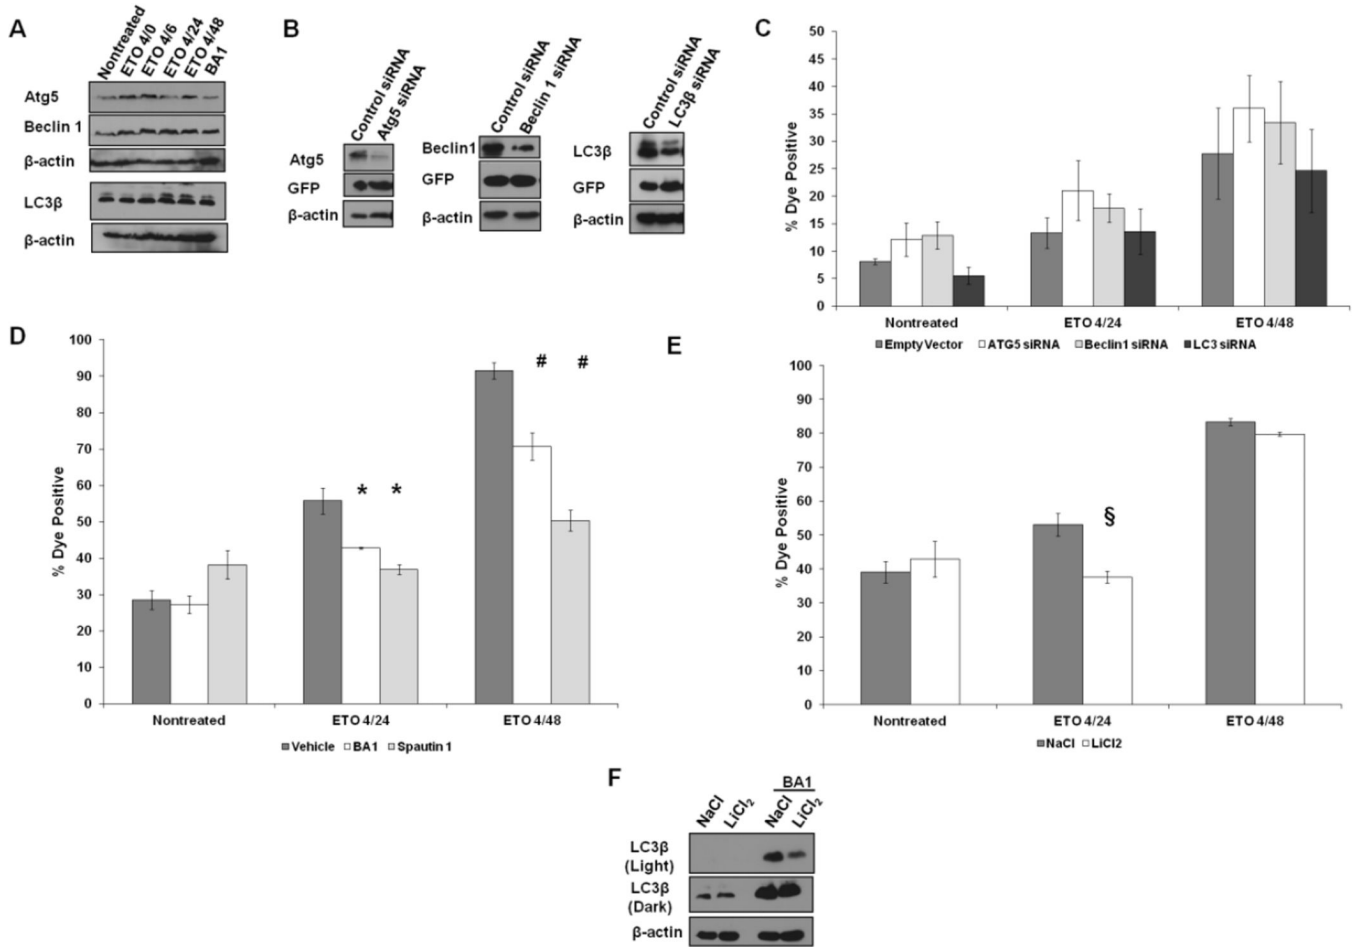 A
Nontreated
ETO 4/0
ETO 4/6
ETO 4/24
ETO 4/48
BA1
Atg5
Beclin 1
β-actin
LC3β
β-actin
B
Control siRNA
Atg5 siRNA
Atg5
GFP
β-actin
Control siRNA
Beclin 1 siRNA
Beclin1
GFP
β-actin
Control siRNA
LC3β siRNA
LC3β
GFP
β-actin
C
% Dye Positive
50
45
40
35
30
25
20
15
10
5
0
Nontreated ETO 4/24 ETO 4/48
Empty Vector ATG5 siRNA Beclin1 siRNA LC3 siRNA
D
% Dye Positive
100
90
80
70
60
50
40
30
20
10
0
* *
# #
Nontreated ETO 4/24 ETO 4/48
Vehicle BA1 Spautin 1
E
% Dye Positive
100
90
80
70
60
50
40
30
20
10
0
§
Nontreated ETO 4/24 ETO 4/48
NaCl LiCl2
F
BA1
NaCl
LiCl₂
NaCl
LiCl₂
LC3β
(Light)
LC3β
(Dark)
β-actin